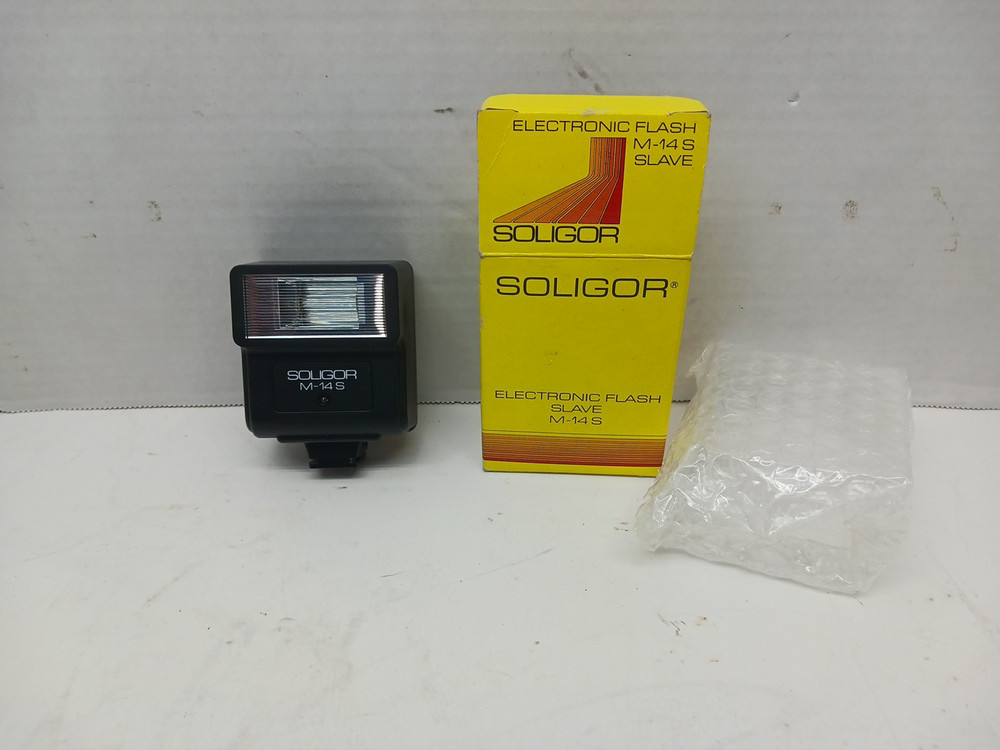 SOLIGOR
M-14 S
ELECTRONIC FLASH
M-14 S
SLAVE
SOLIGOR
SOLIGOR®
ELECTRONIC FLASH
SLAVE
M-14 S